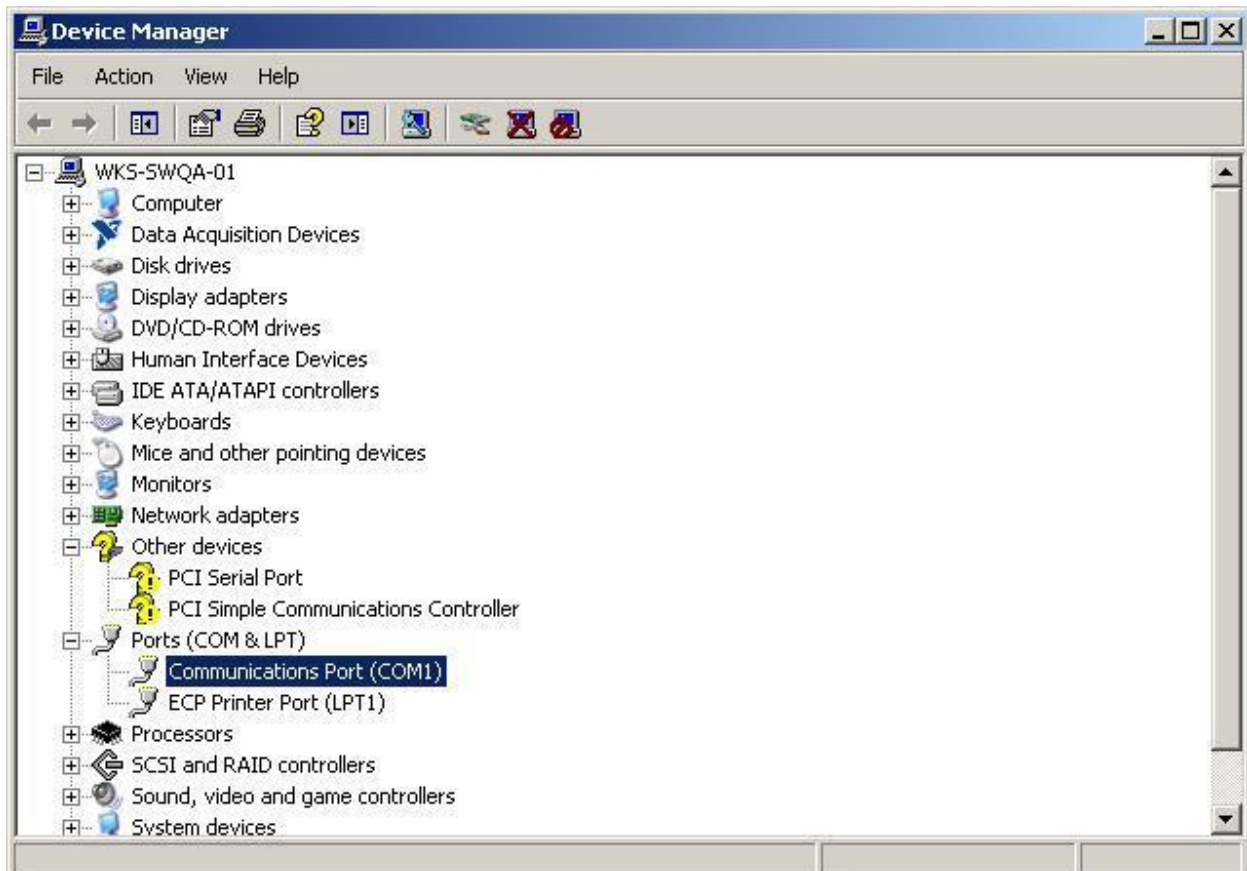 Device Manager
File Action View Help
WKS-SWQA-01
Computer
Data Acquisition Devices
Disk drives
Display adapters
DVD/CD-ROM drives
Human Interface Devices
IDE ATA/ATAPI controllers
Keyboards
Mice and other pointing devices
Monitors
Network adapters
Other devices
PCI Serial Port
PCI Simple Communications Controller
Ports (COM & LPT)
Communications Port (COM1)
ECP Printer Port (LPT1)
Processors
SCSI and RAID controllers
Sound, video and game controllers
System devices